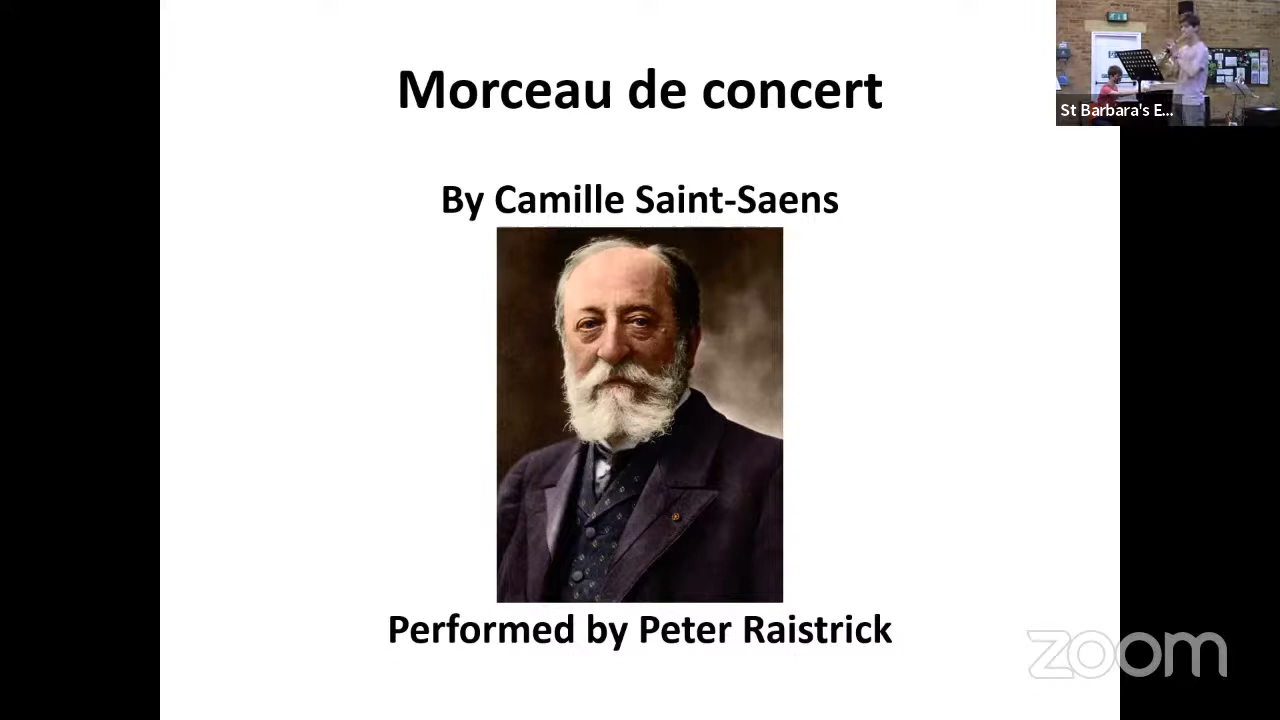 Morceau de concert
By Camille Saint-Saens
Performed by Peter Raistrick
St Barbara's E...
zoom